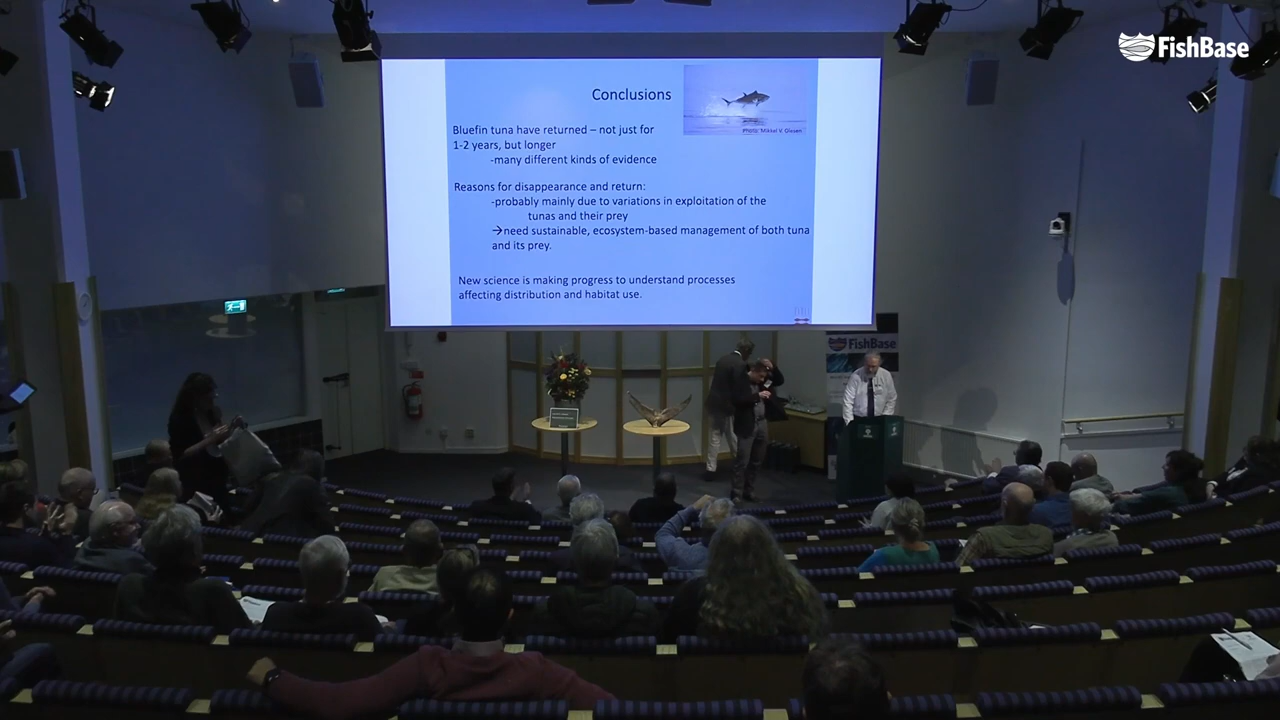 FishBase
Conclusions
Photo: Mikkel V. Olesen
Bluefin tuna have returned – not just for
1-2 years, but longer
-many different kinds of evidence
Reasons for disappearance and return:
-probably mainly due to variations in exploitation of the
tunas and their prey
→need sustainable, ecosystem-based management of both tuna
and its prey.
New science is making progress to understand processes
affecting distribution and habitat use.
FishBase